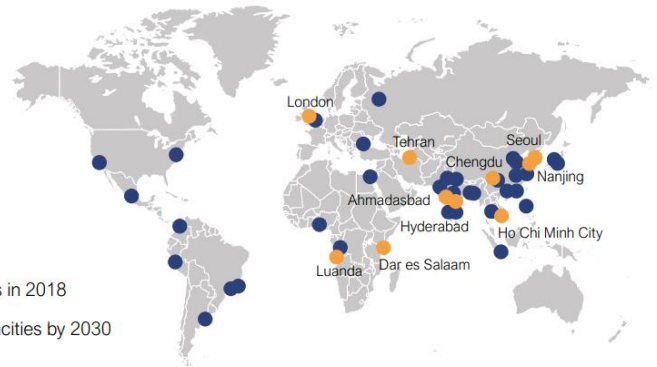 London
Tehran
Seoul
Chengdu
Nanjing
Ahmadasbad
Hyderabad
Ho Chi Minh City
Luanda
Dar es Salaam
s in 2018
acities by 2030